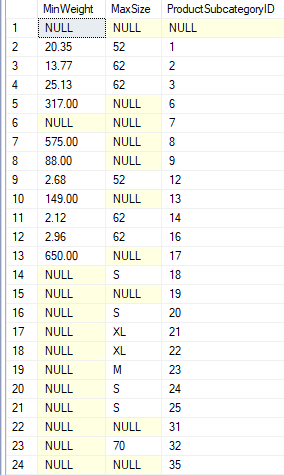 MinWeight MaxSize ProductSubcategoryID
1 NULL NULL NULL
2 20.35 52 1
3 13.77 62 2
4 25.13 62 3
5 317.00 NULL 6
6 NULL NULL 7
7 575.00 NULL 8
8 88.00 NULL 9
9 2.68 52 12
10 149.00 NULL 13
11 2.12 62 14
12 2.96 62 16
13 650.00 NULL 17
14 NULL S 18
15 NULL NULL 19
16 NULL S 20
17 NULL XL 21
18 NULL XL 22
19 NULL M 23
20 NULL S 24
21 NULL S 25
22 NULL NULL 31
23 NULL 70 32
24 NULL NULL 35